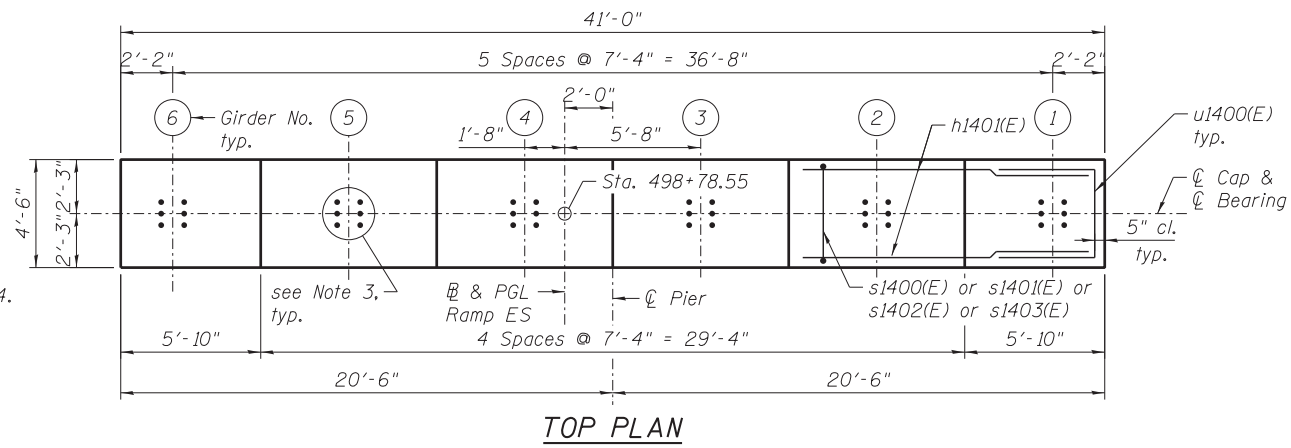 41'-0"
2'-2"
5 Spaces @ 7'-4" = 36'-8"
2'-2"
2'-0"
6
Girder No.
typ.
5
4
3
2
1
1'-8"
5'-8"
h1401(E)
u1400(E)
typ.
Sta. 498+78.55
℄ Cap &
℄ Bearing
4'-6"
2'-3"
2'-3"
5" cl.
typ.
4.
see Note 3,
typ.
B & PGL
Ramp ES
℄ Pier
s1400(E) or s1401(E) or
s1402(E) or s1403(E)
5'-10"
4 Spaces @ 7'-4" = 29'-4"
5'-10"
20'-6"
20'-6"
TOP PLAN